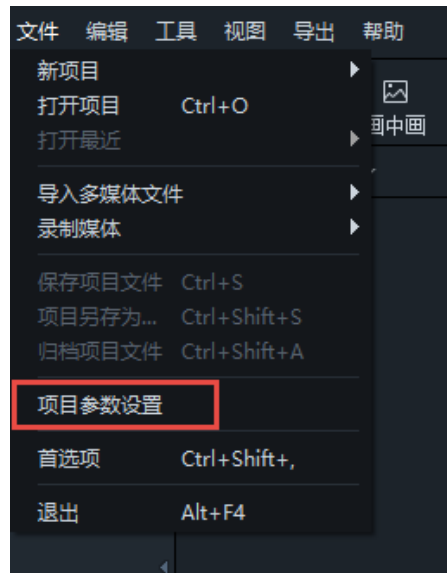 文件 编辑 工具 视图 导出 帮助
新项目
打开项目 Ctrl+O
画中画
打开最近
导入多媒体文件
录制媒体
保存项目文件 Ctrl+S
项目另存为... Ctrl+Shift+S
归档项目文件 Ctrl+Shift+A
项目参数设置
首选项 Ctrl+Shift+,
退出 Alt+F4